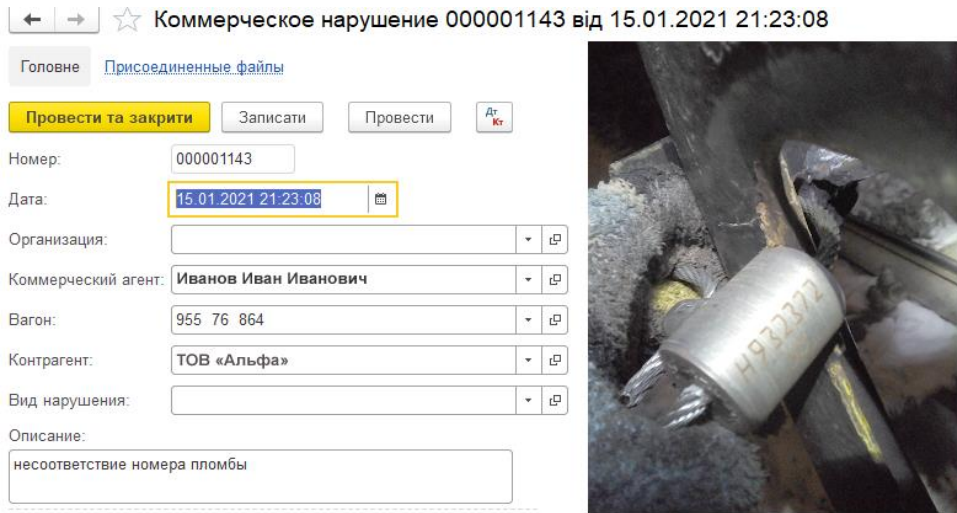 Коммерческое нарушение 000001143 від 15.01.2021 21:23:08
Головне Присоединенные файлы
Провести та закрити Записати Провести Дт Кт
Номер: 000001143
Дата: 15.01.2021 21:23:08
Организация:
Коммерческий агент: Иванов Иван Иванович
Вагон: 955 76 864
Контрагент: ТОВ «Альфа»
Вид нарушения:
Описание:
несоответствие номера пломбы
Н932372